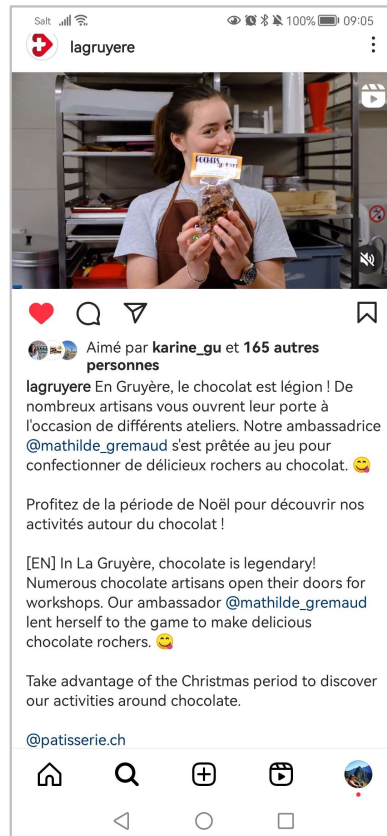 Salt 100% 09:05
lagruyere
ROCHERS
Aimé par karine_gu et 165 autres
personnes
lagruyere En Gruyère, le chocolat est légion ! De
nombreux artisans vous ouvrent leur porte à
l'occasion de différents ateliers. Notre ambassadrice
@mathilde_gremaud s'est prêtée au jeu pour
confectionner de délicieux rochers au chocolat. 😋
Profitez de la période de Noël pour découvrir nos
activités autour du chocolat !
[EN] In La Gruyère, chocolate is legendary!
Numerous chocolate artisans open their doors for
workshops. Our ambassador @mathilde_gremaud
lent herself to the game to make delicious
chocolate rochers. 😋
Take advantage of the Christmas period to discover
our activities around chocolate.
@patisserie.ch